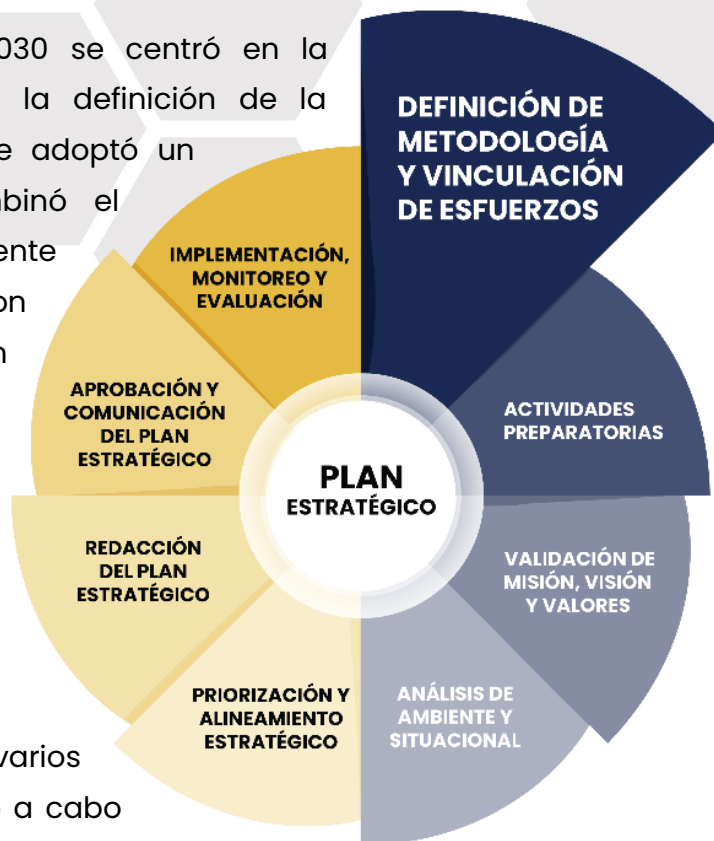 030 se centró en la
la definición de la
e adoptó un
binó el
ente
on
n
varios
a cabo
DEFINICIÓN DE
METODOLOGÍA
Y VINCULACIÓN
DE ESFUERZOS
ACTIVIDADES
PREPARATORIAS
VALIDACIÓN DE
MISIÓN, VISIÓN
Y VALORES
ANÁLISIS DE
AMBIENTE Y
SITUACIONAL
PRIORIZACIÓN Y
ALINEAMIENTO
ESTRATÉGICO
REDACCIÓN
DEL PLAN
ESTRATÉGICO
APROBACIÓN Y
COMUNICACIÓN
DEL PLAN
ESTRATÉGICO
IMPLEMENTACIÓN,
MONITOREO Y
EVALUACIÓN
PLAN
ESTRATÉGICO